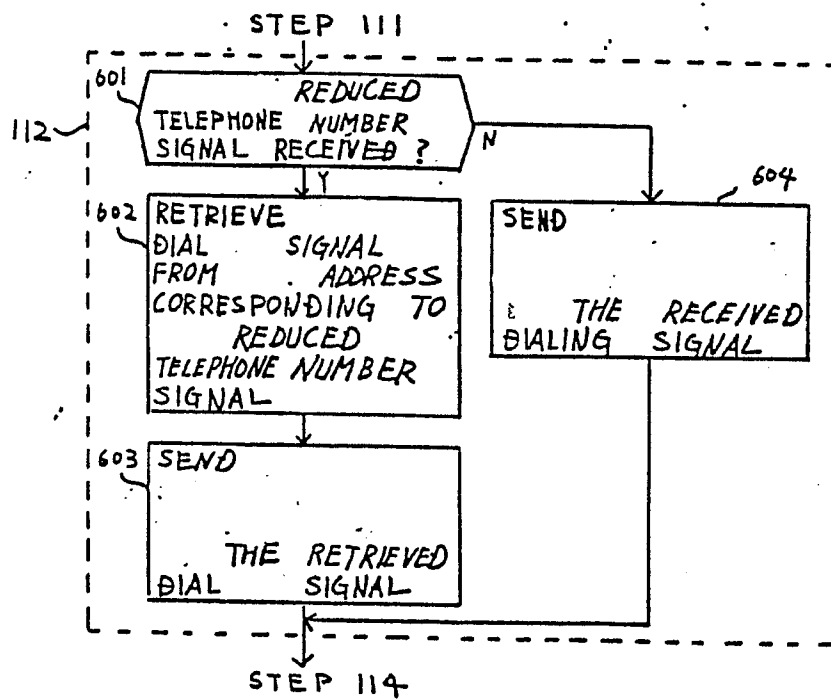 STEP 111
601
REDUCED
TELEPHONE NUMBER
SIGNAL RECEIVED ?
112
N
Y
602
RETRIEVE
DIAL SIGNAL
FROM ADDRESS
CORRESPONDING TO
REDUCED
TELEPHONE NUMBER
SIGNAL
604
SEND
THE RECEIVED
DIALING SIGNAL
603
SEND
THE RETRIEVED
DIAL SIGNAL
STEP 114